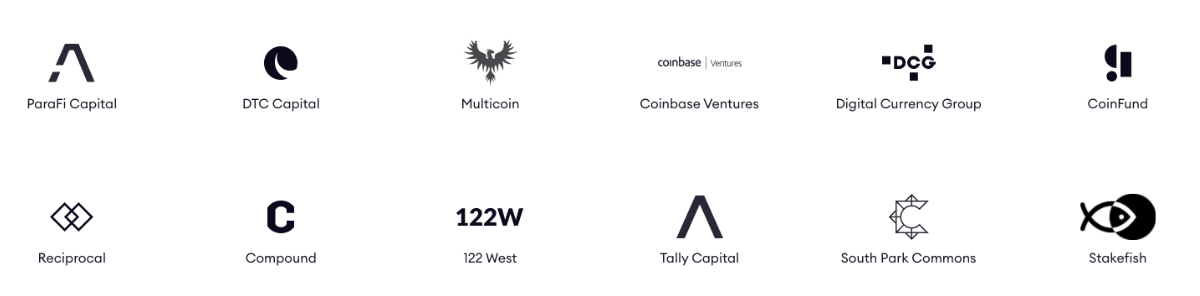 coinbase | Ventures
DCG
ParaFi Capital
DTC Capital
Multicoin
Coinbase Ventures
Digital Currency Group
CoinFund
C
122W
C
Reciprocal
Compound
122 West
Tally Capital
South Park Commons
Stakefish